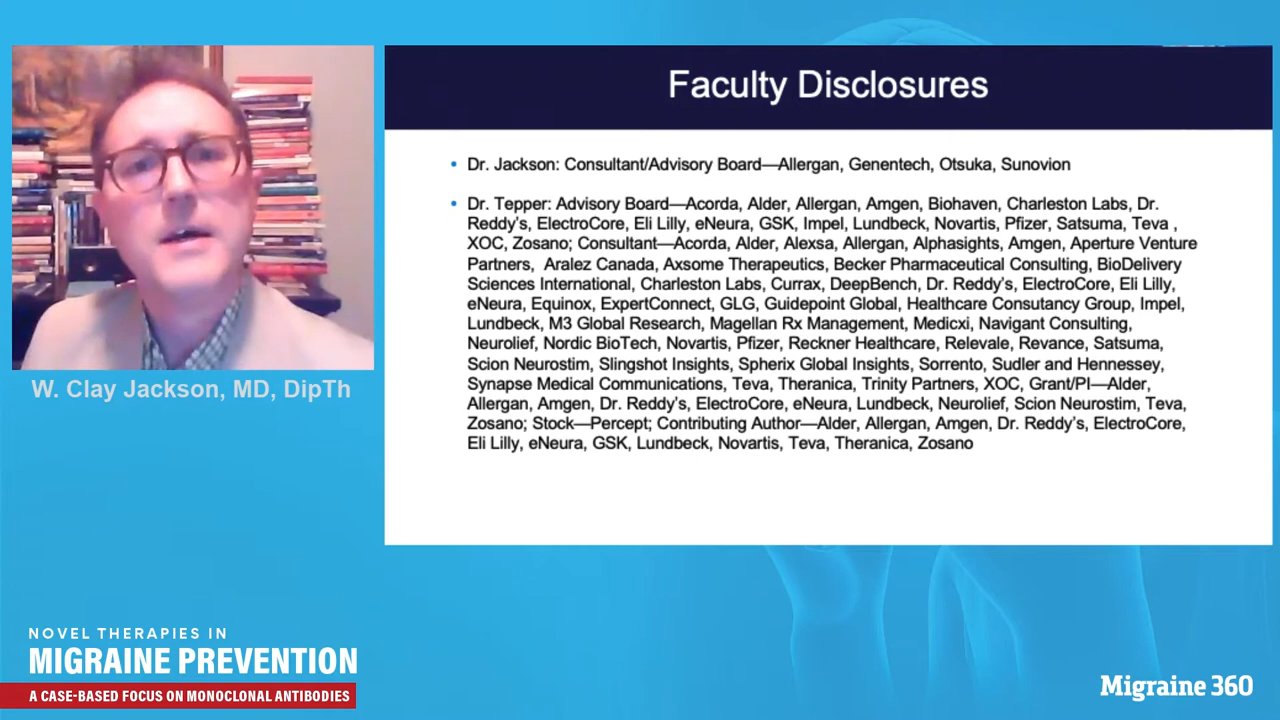 Faculty Disclosures
• Dr. Jackson: Consultant/Advisory Board—Allergan, Genentech, Otsuka, Sunovion
• Dr. Tepper: Advisory Board—Acorda, Alder, Allergan, Amgen, Biohaven, Charleston Labs, Dr.
Reddy's, ElectroCore, Eli Lilly, eNeura, GSK, Impel, Lundbeck, Novartis, Pfizer, Satsuma, Teva ,
XOC, Zosano; Consultant—Acorda, Alder, Alexsa, Allergan, Alphasights, Amgen, Aperture Venture
Partners, Aralez Canada, Axsome Therapeutics, Becker Pharmaceutical Consulting, BioDelivery
Sciences International, Charleston Labs, Currax, DeepBench, Dr. Reddy's, ElectroCore, Eli Lilly,
eNeura, Equinox, ExpertConnect, GLG, Guidepoint Global, Healthcare Consutancy Group, Impel,
Lundbeck, M3 Global Research, Magellan Rx Management, Medicxi, Navigant Consulting,
Neurolief, Nordic BioTech, Novartis, Pfizer, Reckner Healthcare, Relevale, Revance, Satsuma,
Scion Neurostim, Slingshot Insights, Spherix Global Insights, Sorrento, Sudler and Hennessey,
Synapse Medical Communications, Teva, Theranica, Trinity Partners, XOC, Grant/PI—Alder,
Allergan, Amgen, Dr. Reddy's, ElectroCore, eNeura, Lundbeck, Neurolief, Scion Neurostim, Teva,
Zosano; Stock—Percept; Contributing Author—Alder, Allergan, Amgen, Dr. Reddy's, ElectroCore,
Eli Lilly, eNeura, GSK, Lundbeck, Novartis, Teva, Theranica, Zosano
W. Clay Jackson, MD, DipTh
NOVEL THERAPIES IN
MIGRAINE PREVENTION
A CASE-BASED FOCUS ON MONOCLONAL ANTIBODIES
Migraine 360